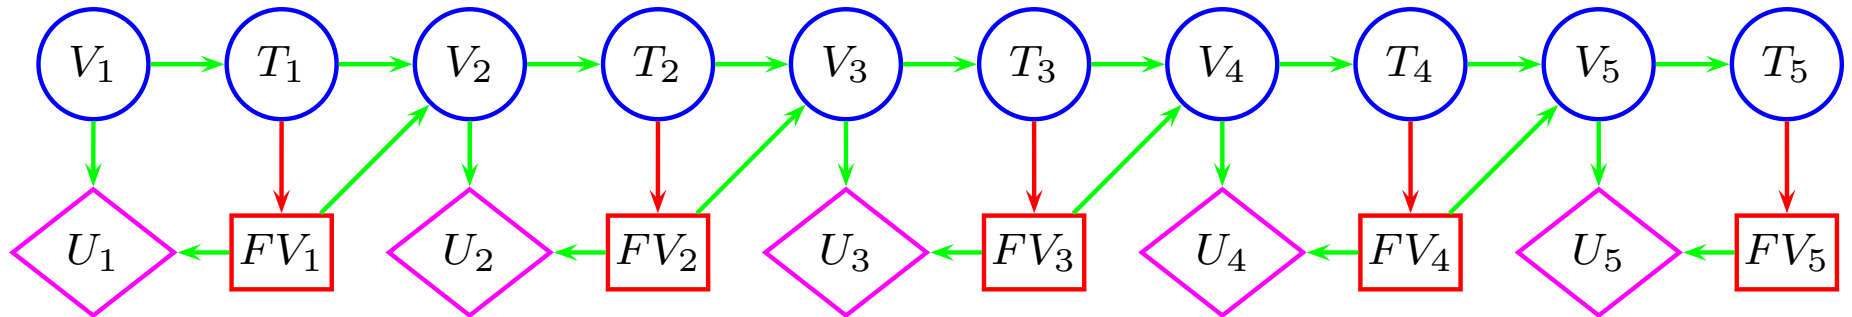 V₁ T₁ V₂ T₂ V₃ T₃ V₄ T₄ V₅ T₅
U₁ FV₁ U₂ FV₂ U₃ FV₃ U₄ FV₄ U₅ FV₅